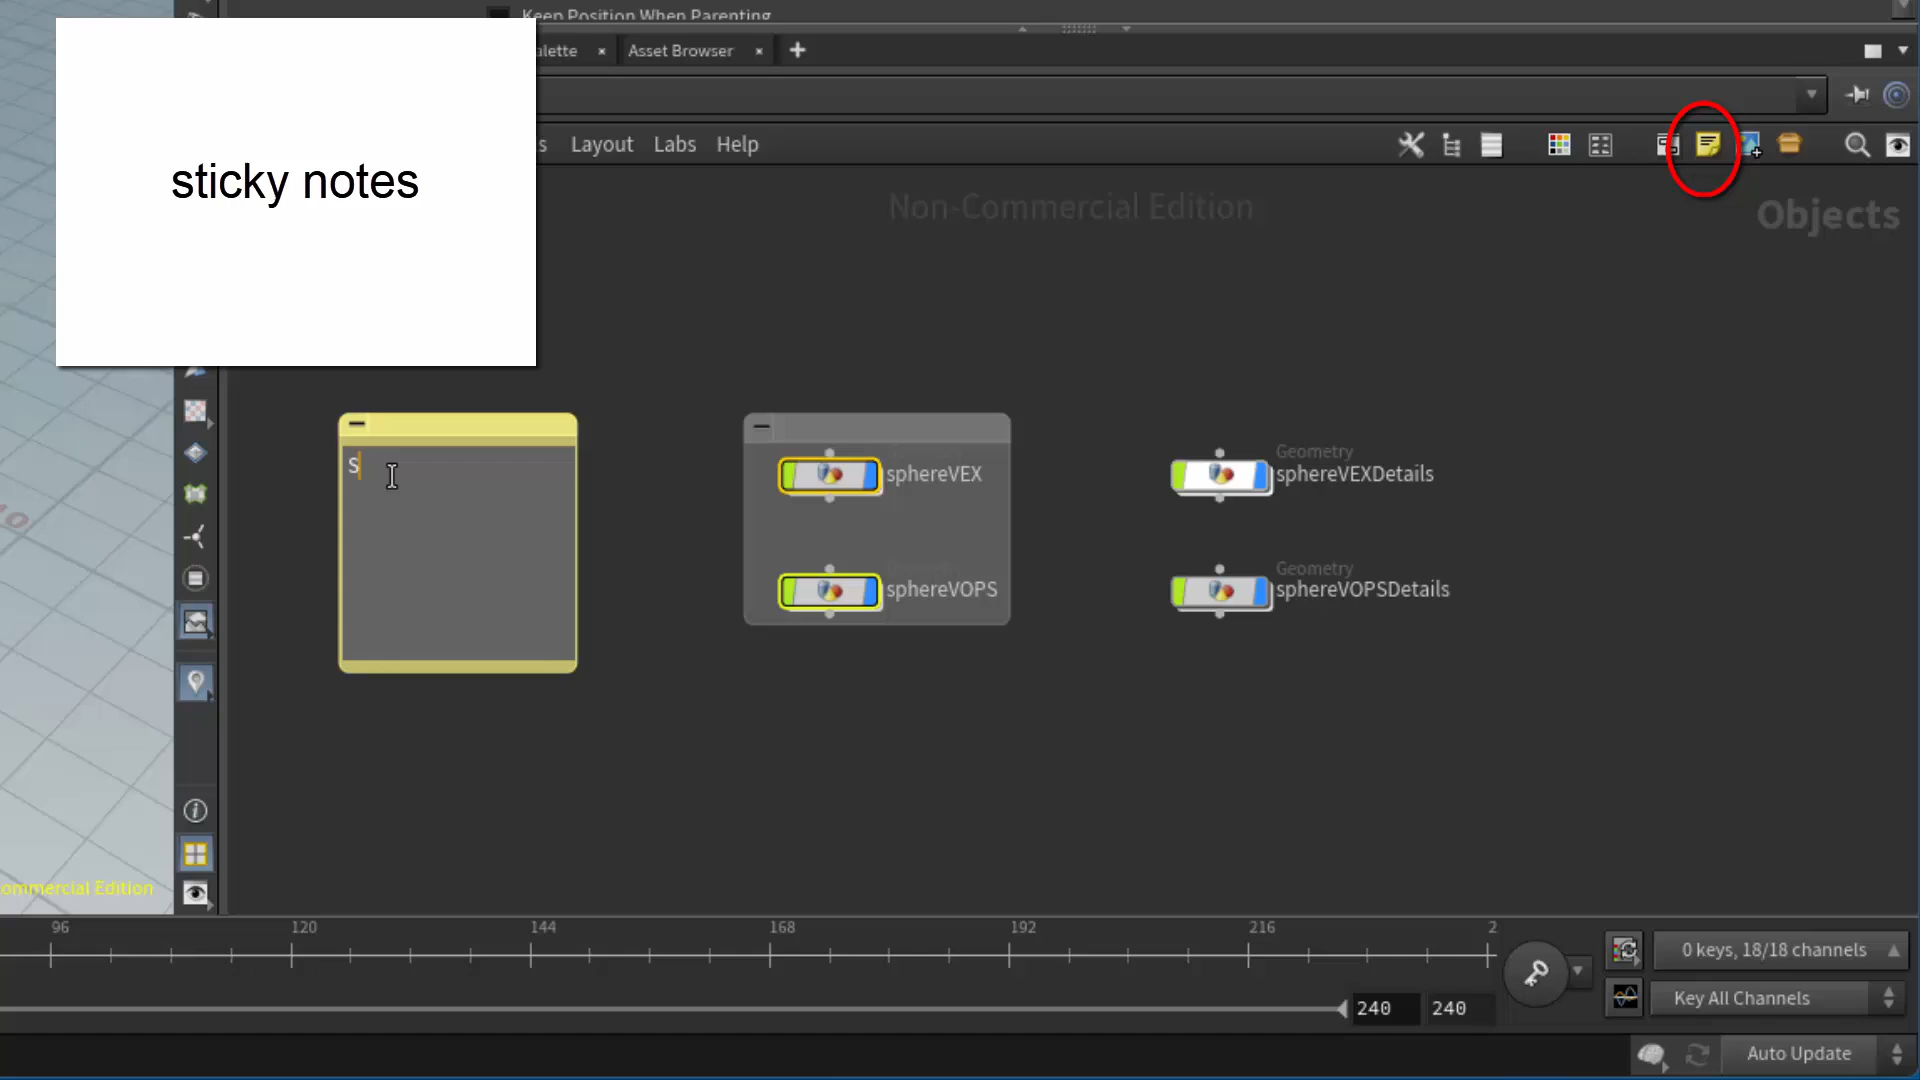 Keep Position When Parenting
alette
Asset Browser
s Layout Labs Help
sticky notes
Non-Commercial Edition
Objects
S
sphereVEX
Geometry
sphereVEXDetails
sphereVOPS
Geometry
sphereVOPSDetails
ommercial Edition
96 120 144 168 192 216 2
0 keys, 18/18 channels
240 240
Key All Channels
Auto Update